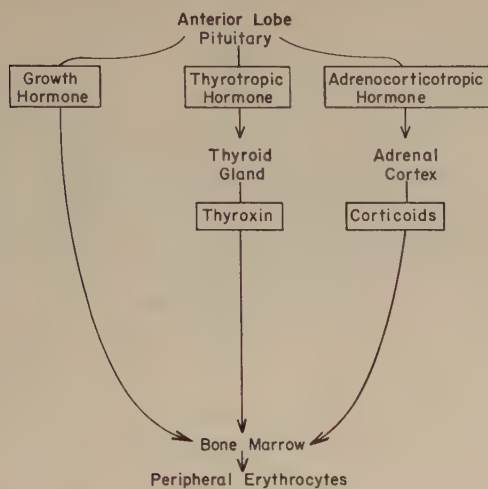 Anterior Lobe
Pituitary
Growth
Hormone
Thyrotropic
Hormone
Adrenocorticotropic
Hormone
Thyroid
Gland
Adrenal
Cortex
Thyroxin
Corticoids
Bone Marrow
Peripheral Erythrocytes